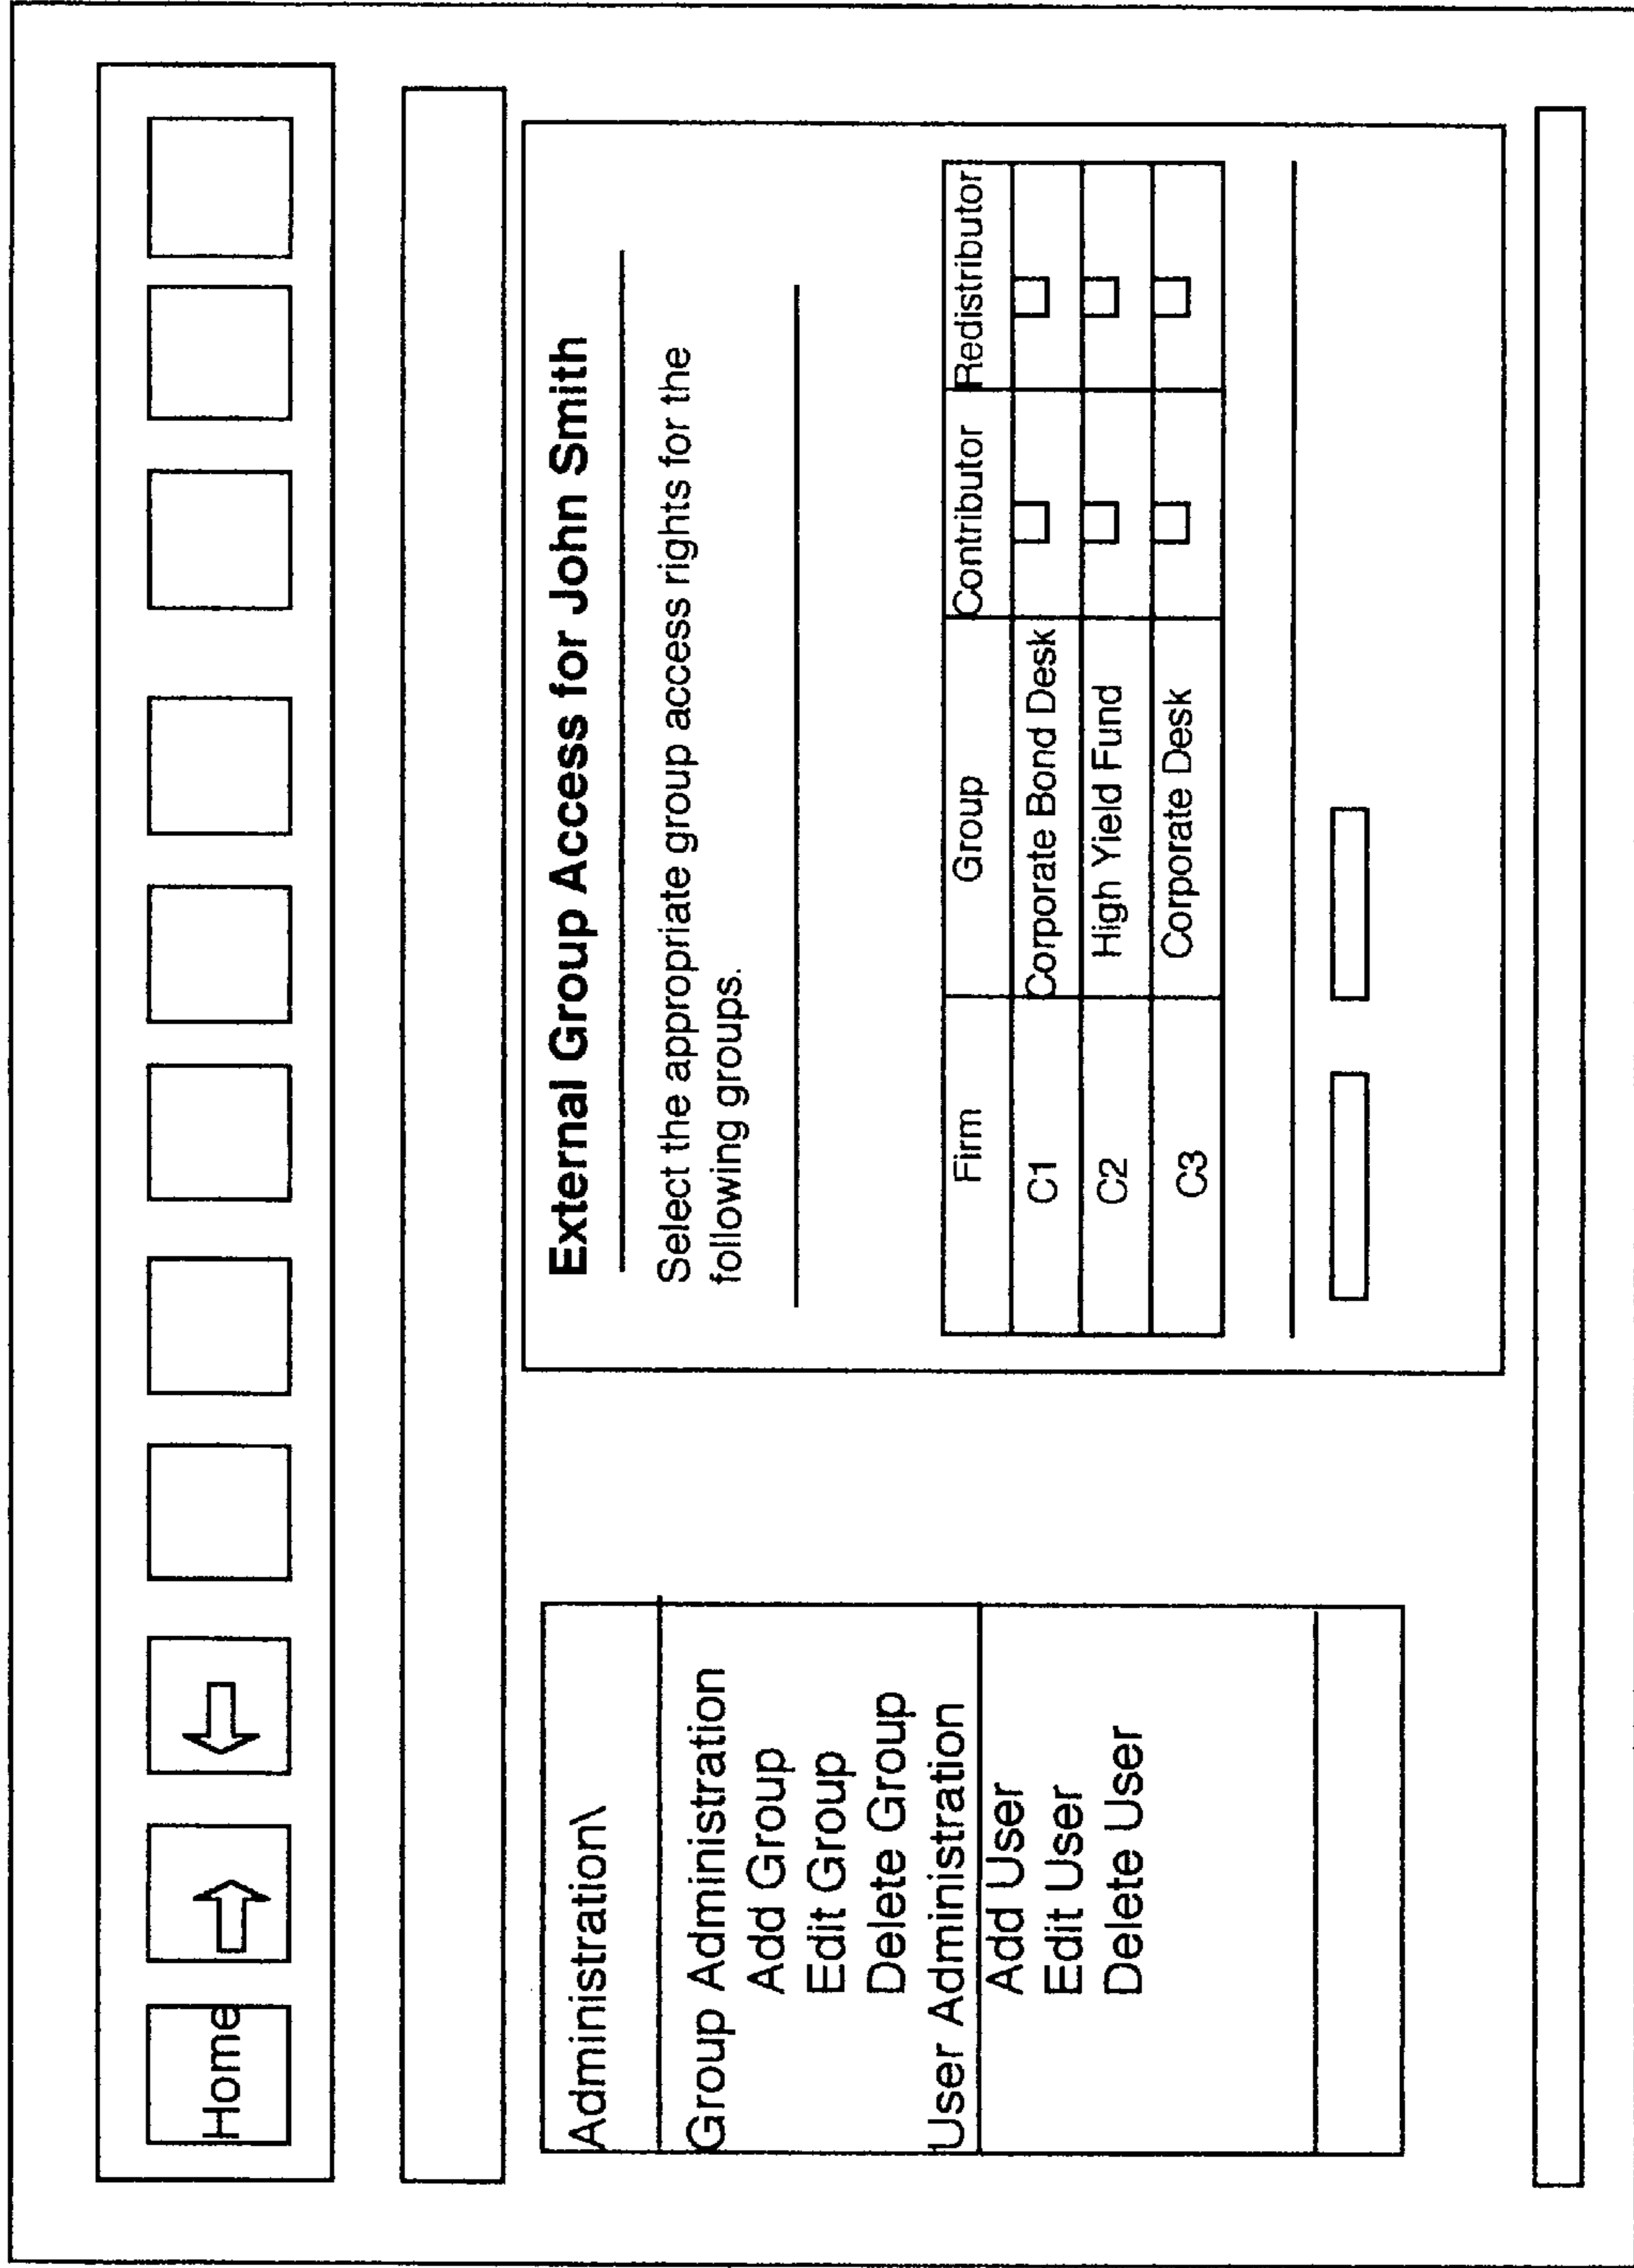 Home
Administration\
Group Administration
Add Group
Edit Group
Delete Group
User Administration
Add User
Edit User
Delete User
External Group Access for John Smith
Select the appropriate group access rights for the
following groups.
Firm Group Contributor Redistributor
C1 Corporate Bond Desk
C2 High Yield Fund
C3 Corporate Desk